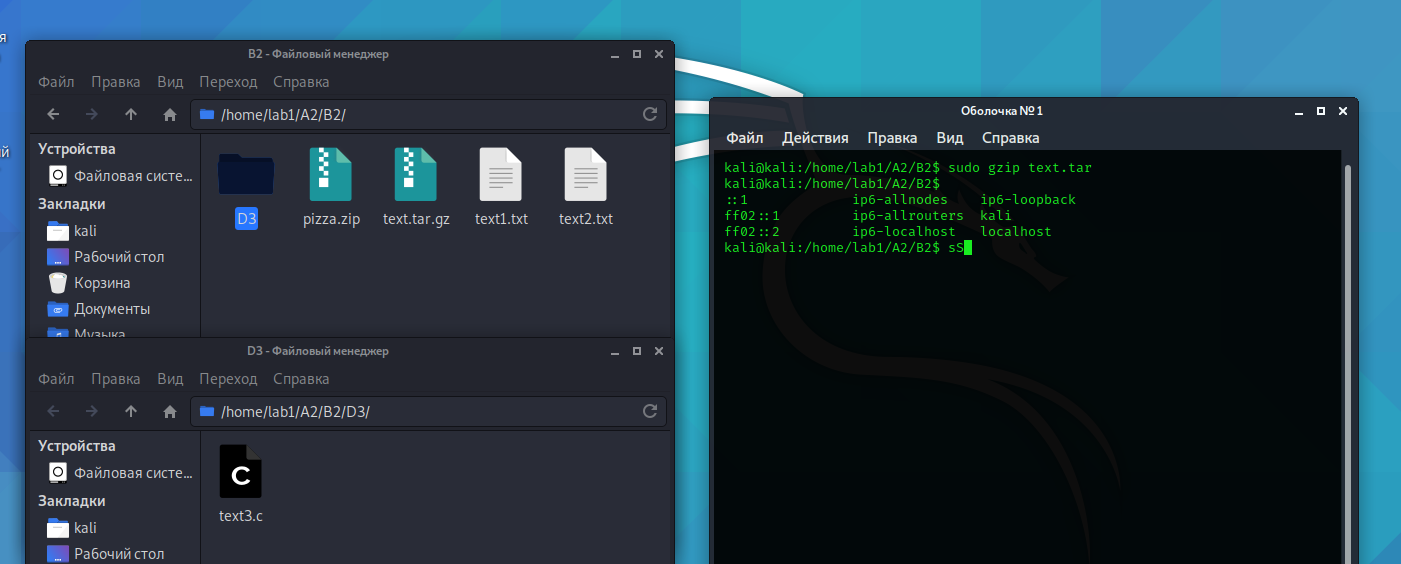 я
ий
B2 - Файловый менеджер
Файл Правка Вид Переход Справка
/home/lab1/A2/B2/
Устройства
Файловая систе...
Закладки
kali
Рабочий стол
Корзина
Документы
Музыка
D3 pizza.zip text.tar.gz text1.txt text2.txt
D3 - Файловый менеджер
Файл Правка Вид Переход Справка
/home/lab1/A2/B2/D3/
Устройства
Файловая систе...
Закладки
kali
Рабочий стол
C
text3.c
Оболочка №1
Файл Действия Правка Вид Справка
kali@kali:/home/lab1/A2/B2$ sudo gzip text.tar
kali@kali:/home/lab1/A2/B2$
::1 ip6-allnodes ip6-loopback
ff02::1 ip6-allrouters kali
ff02::2 ip6-localhost localhost
kali@kali:/home/lab1/A2/B2$ sS